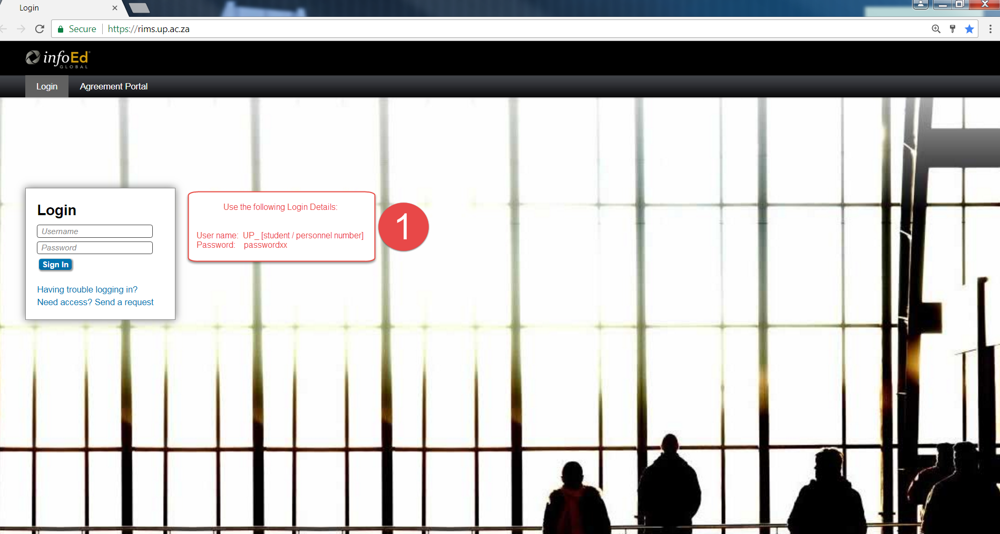 Login
Secure
https://rims.up.ac.za
infoEd
GLOBAL
Login
Agreement Portal
Login
Username
Password
Sign In
Having trouble logging in?
Need access? Send a request
Use the following Login Details:
User name: UP_ [student / personnel number]
Password: passwordxx
1